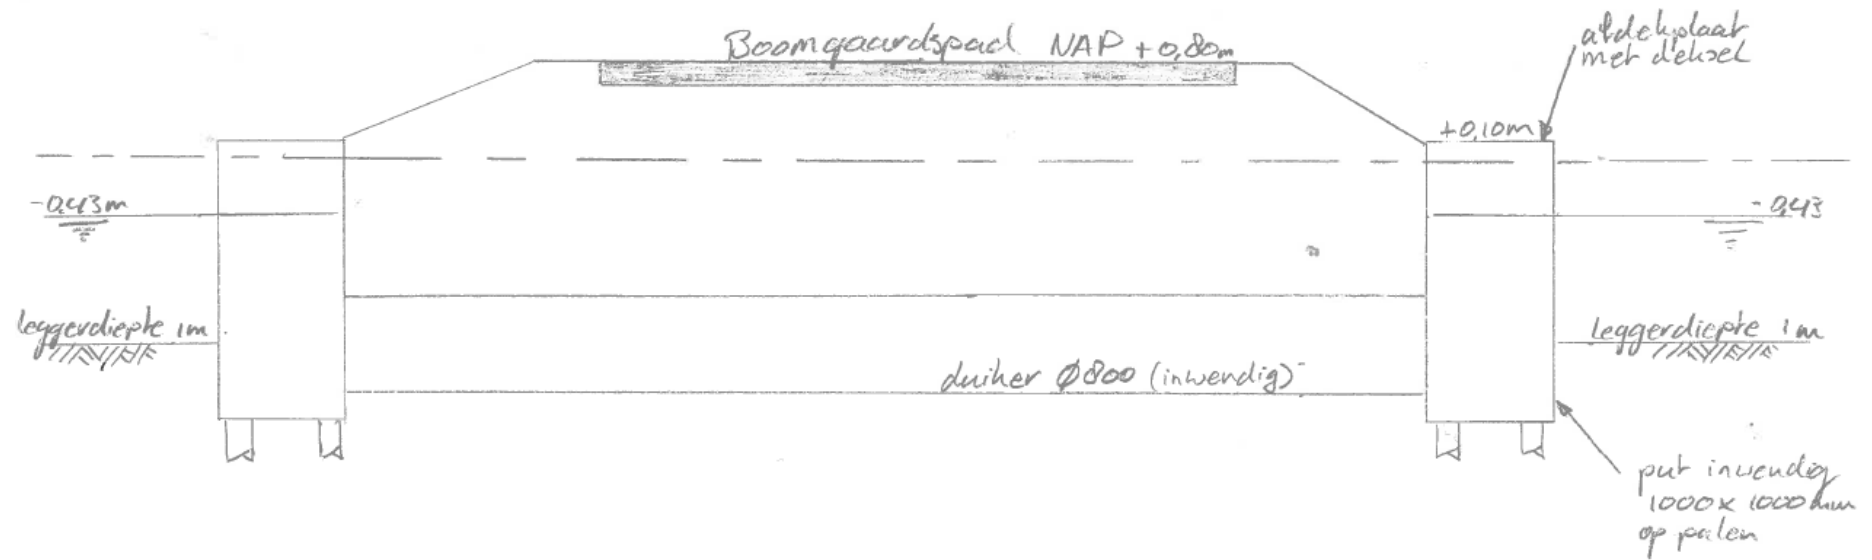 Boomgaardspad NAP +0,80m
afdekplaat
met deksel
+0,10m
-0,43m
-0,43
leggerdiepte 1m
leggerdiepte 1m
duiker Ø800 (inwendig)
put inwendig
1000x1000mm
op palen